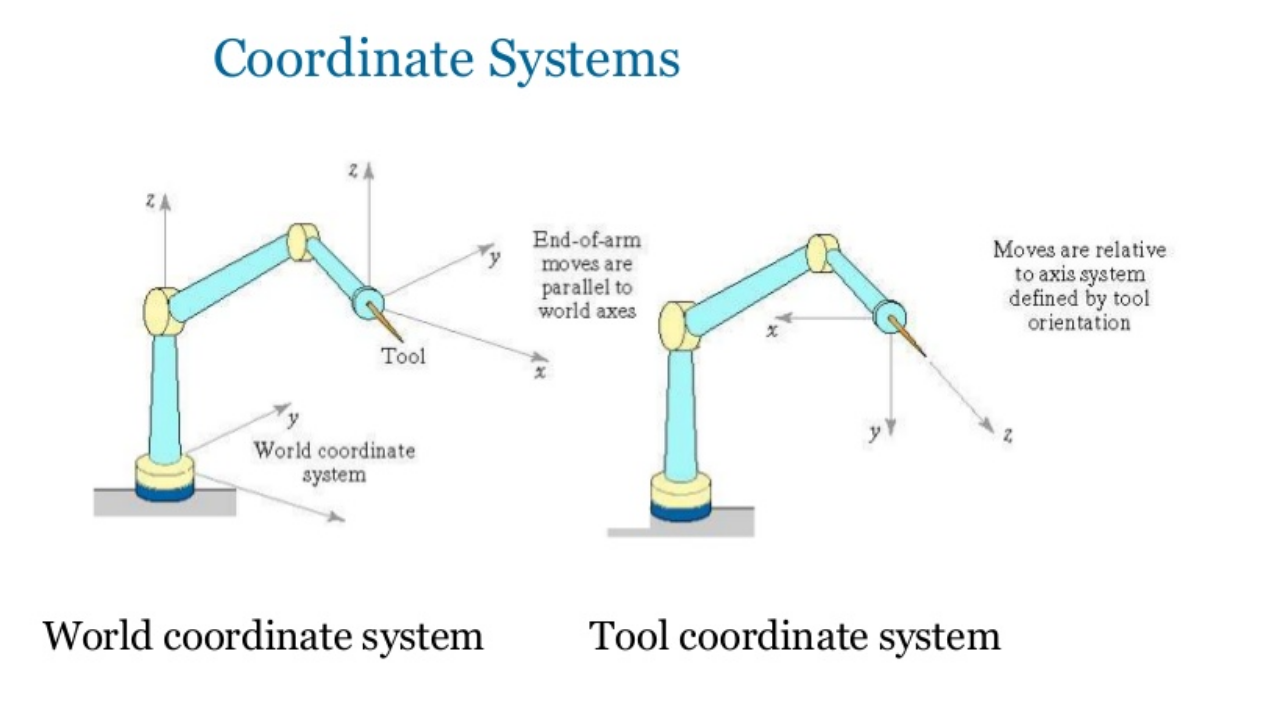 Coordinate Systems
z
z
y
End-of-arm
moves are
parallel to
world axes
Tool
x
y
World coordinate
system
x
y
z
Moves are relative
to axis system
defined by tool
orientation
World coordinate system
Tool coordinate system